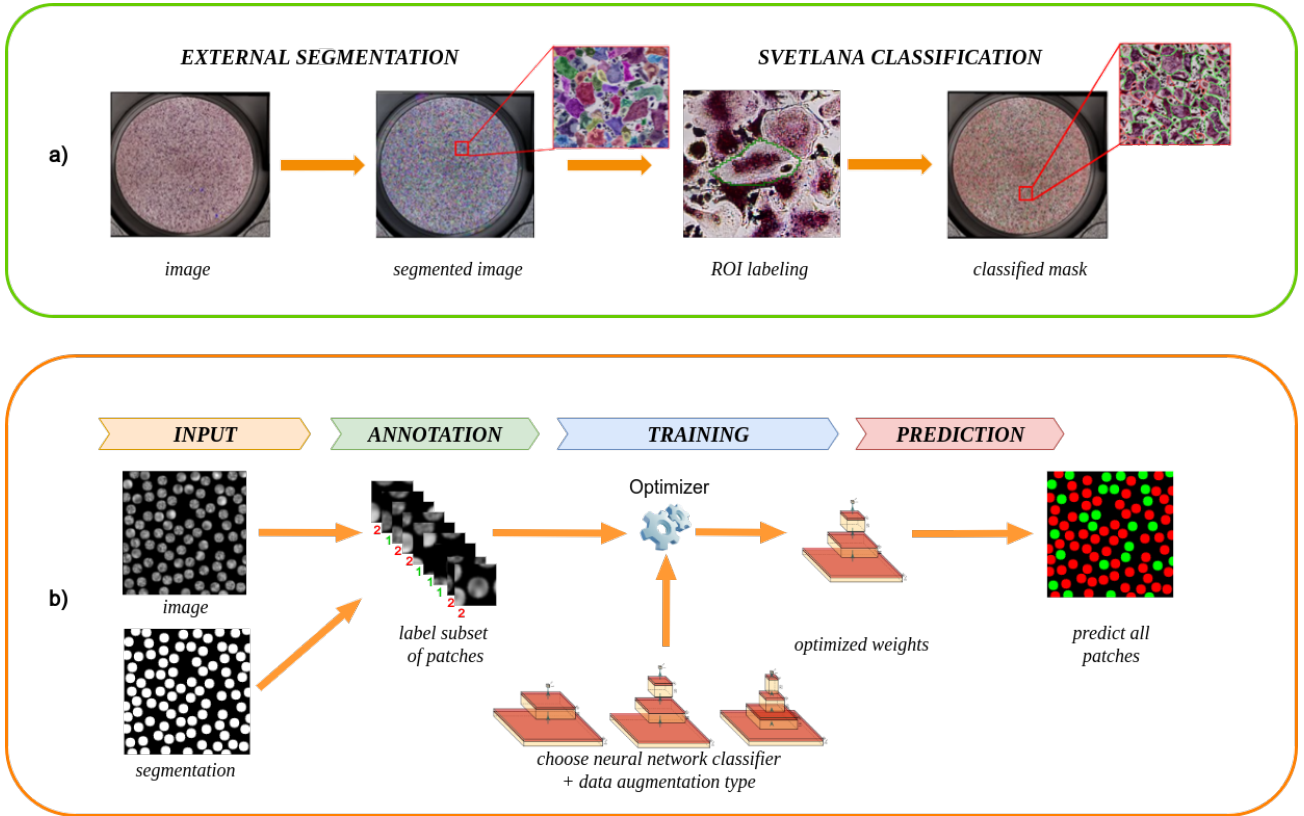 EXTERNAL SEGMENTATION
SVETLANA CLASSIFICATION
a)
image
segmented image
ROI labeling
classified mask
INPUT
ANNOTATION
TRAINING
PREDICTION
Optimizer
2
1
2
2
1
1
1
2
2
b)
image
label subset
of patches
optimized weights
predict all
patches
segmentation
choose neural network classifier
+ data augmentation type